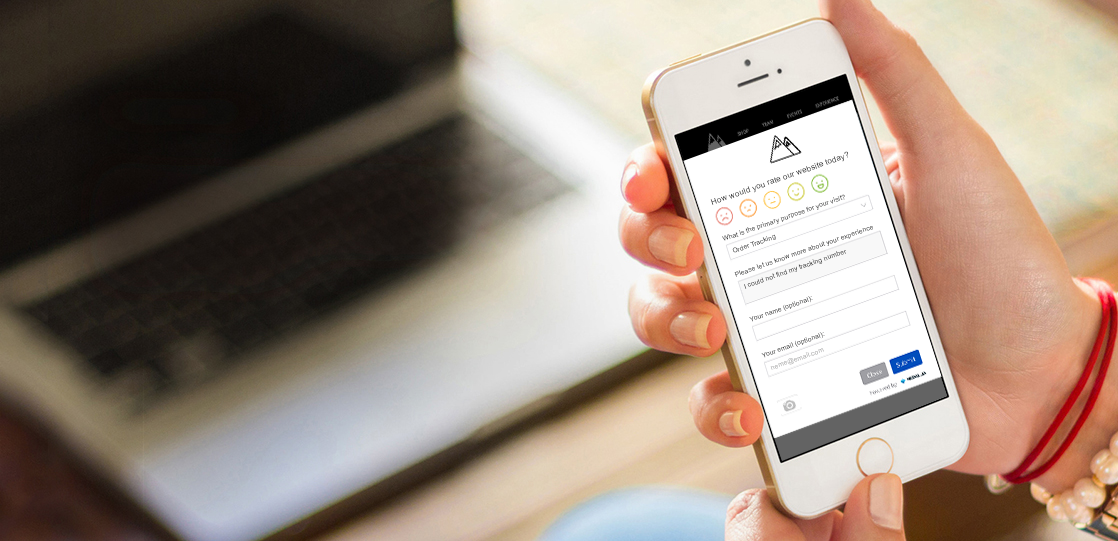 SHOP TEAM EVENTS EXPERIENCE
How would you rate our website today?
What is the primary purpose for your visit?
Order Tracking
Please let us know more about your experience
I could not find my tracking number
Your name (optional):
Your email (optional):
name@email.com
Close Submit
Powered by